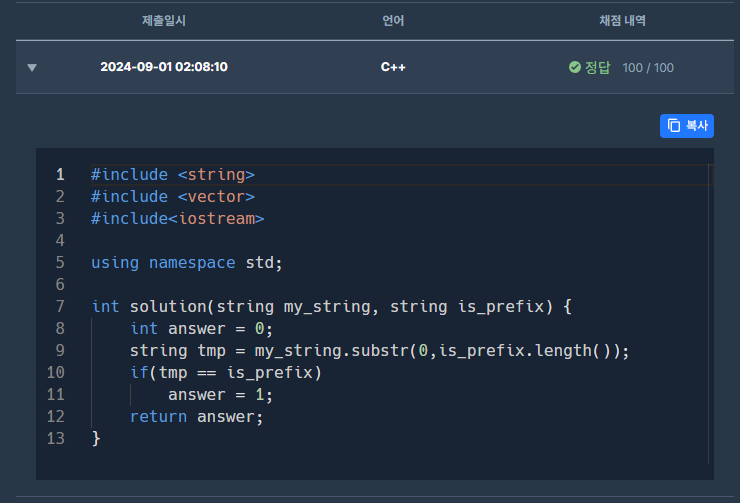 제출일시 언어 채점 내역
2024-09-01 02:08:10 C++ 정답 100 / 100
복사
1 #include <string>
2 #include <vector>
3 #include<iostream>
4
5 using namespace std;
6
7 int solution(string my_string, string is_prefix) {
8     int answer = 0;
9     string tmp = my_string.substr(0,is_prefix.length());
10     if(tmp == is_prefix)
11         answer = 1;
12     return answer;
13 }